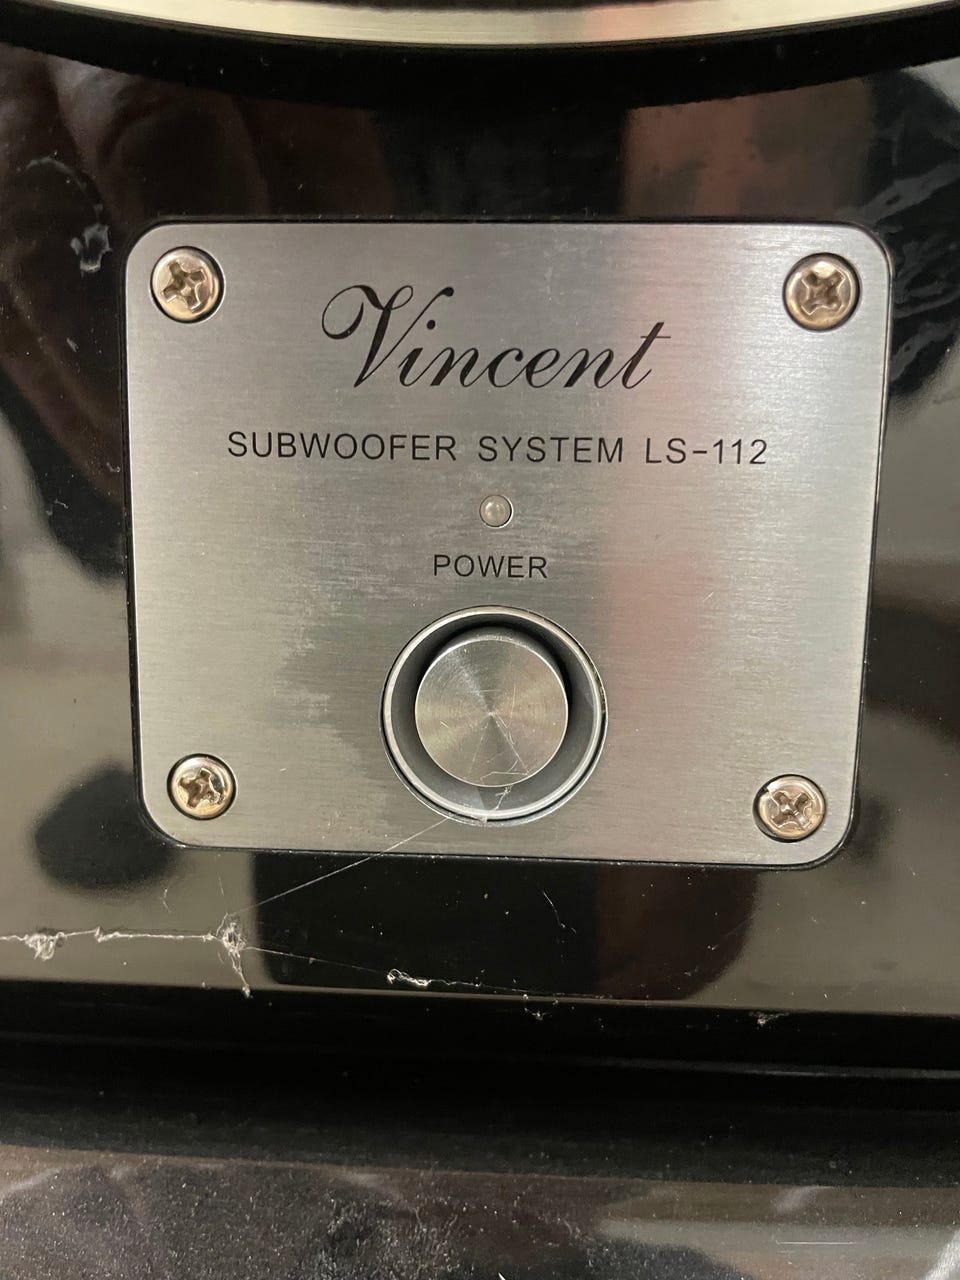 Vincent
SUBWOOFER SYSTEM LS-112
POWER